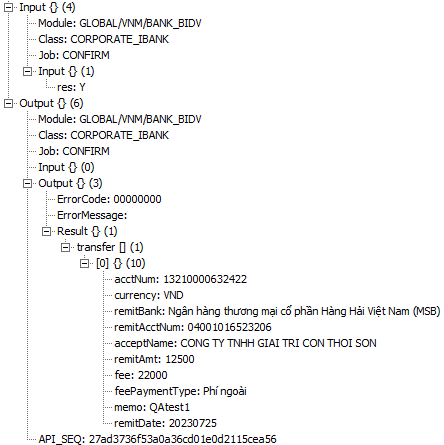 Input {} (4)
Module: GLOBAL/VNM/BANK_BIDV
Class: CORPORATE_IBANK
Job: CONFIRM
Input {} (1)
res: Y
Output {} (6)
Module: GLOBAL/VNM/BANK_BIDV
Class: CORPORATE_IBANK
Job: CONFIRM
Input {} (0)
Output {} (3)
ErrorCode: 00000000
ErrorMessage:
Result {} (1)
transfer [] (1)
[0] {} (10)
acctNum: 13210000632422
currency: VND
remitBank: Ngân hàng thương mại cổ phần Hàng Hải Việt Nam (MSB)
remitAcctNum: 04001016523206
acceptName: CONG TY TNHH GIAI TRI CON THOI SON
remitAmt: 12500
fee: 22000
feePaymentType: Phí ngoài
memo: QAtest1
remitDate: 20230725
API_SEQ: 27ad3736f53a0a36cd01e0d2115cea56